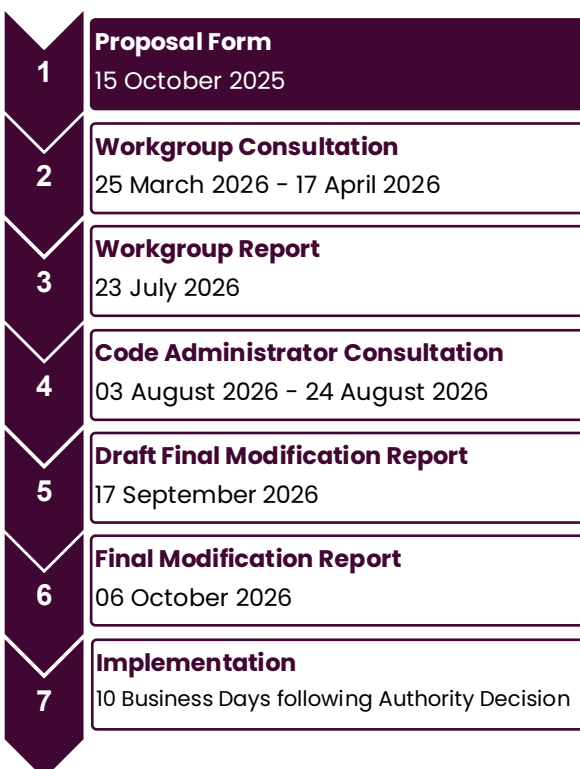 1
Proposal Form
15 October 2025
2
Workgroup Consultation
25 March 2026 - 17 April 2026
3
Workgroup Report
23 July 2026
4
Code Administrator Consultation
03 August 2026 - 24 August 2026
5
Draft Final Modification Report
17 September 2026
6
Final Modification Report
06 October 2026
7
Implementation
10 Business Days following Authority Decision